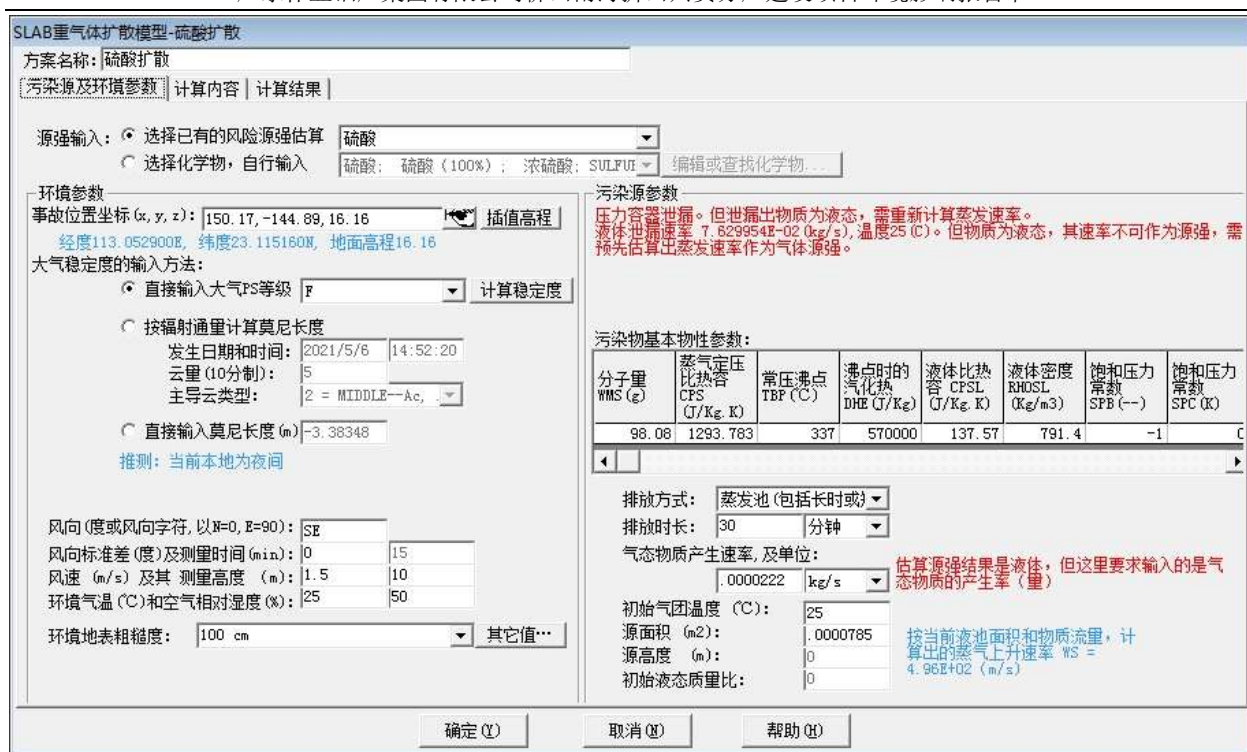 SLAB重气体扩散模型-硫酸扩散
方案名称: 硫酸扩散
污染源及环境参数 计算内容 计算结果
源强输入: 选择已有的风险源强估算 硫酸
选择化学物,自行输入 硫酸; 硫酸(100%); 浓硫酸; SULFUI 编辑或查找化学物...
环境参数
事故位置坐标(x,y,z): 150.17,-144.89,16.16 插值高程
经度113.052900E, 纬度23.115160N, 地面高程16.16
大气稳定度的输入方法:
直接输入大气PS等级 F 计算稳定度
按辐射通量计算莫尼长度
发生日期和时间: 2021/5/6 14:52:20
云量(10分制): 5
主导云类型: 2 = MIDDLE--Ac, .
直接输入莫尼长度(m) -3.38348
推测: 当前本地为夜间
风向(度或风向字符,以N=0,E=90): SE
风向标准差(度)及测量时间(min): 0 15
风速 (m/s) 及其 测量高度 (m): 1.5 10
环境气温(℃)和空气相对湿度(%): 25 50
环境地表粗糙度: 100 cm 其它值…
污染源参数
压力容器泄漏。但泄漏出物质为液态,需重新计算蒸发速率。
液体泄漏速率 7.629954E-02(kg/s),温度25(C)。但物质为液态,其速率不可作为源强,需
预先估算出蒸发速率作为气体源强。
污染物基本物性参数:
分子量 WMS(g) 蒸气定压比热容 CPS (J/Kg.K) 常压沸点 TBP(℃) 沸点时的汽化热 DHE(J/Kg) 液体比热容 CPSL (J/Kg.K) 液体密度 RHOSL (Kg/m3) 饱和压力常数 SPB(--) 饱和压力常数 SPC(K)
98.08 1293.783 337 570000 137.57 791.4 -1
排放方式: 蒸发池(包括长时或
排放时长: 30 分钟
气态物质产生速率,及单位:
.0000222 kg/s
估算源强结果是液体,但这里要求输入的是气
态物质的产生率(量)
初始气团温度 (℃): 25
源面积 (m2): .0000785
源高度 (m): 0
初始液态质量比: 0
按当前液池面积和物质流量,计
算出的蒸气上升速率 WS =
4.96E+02 (m/s)
确定(Y) 取消(N) 帮助(H)